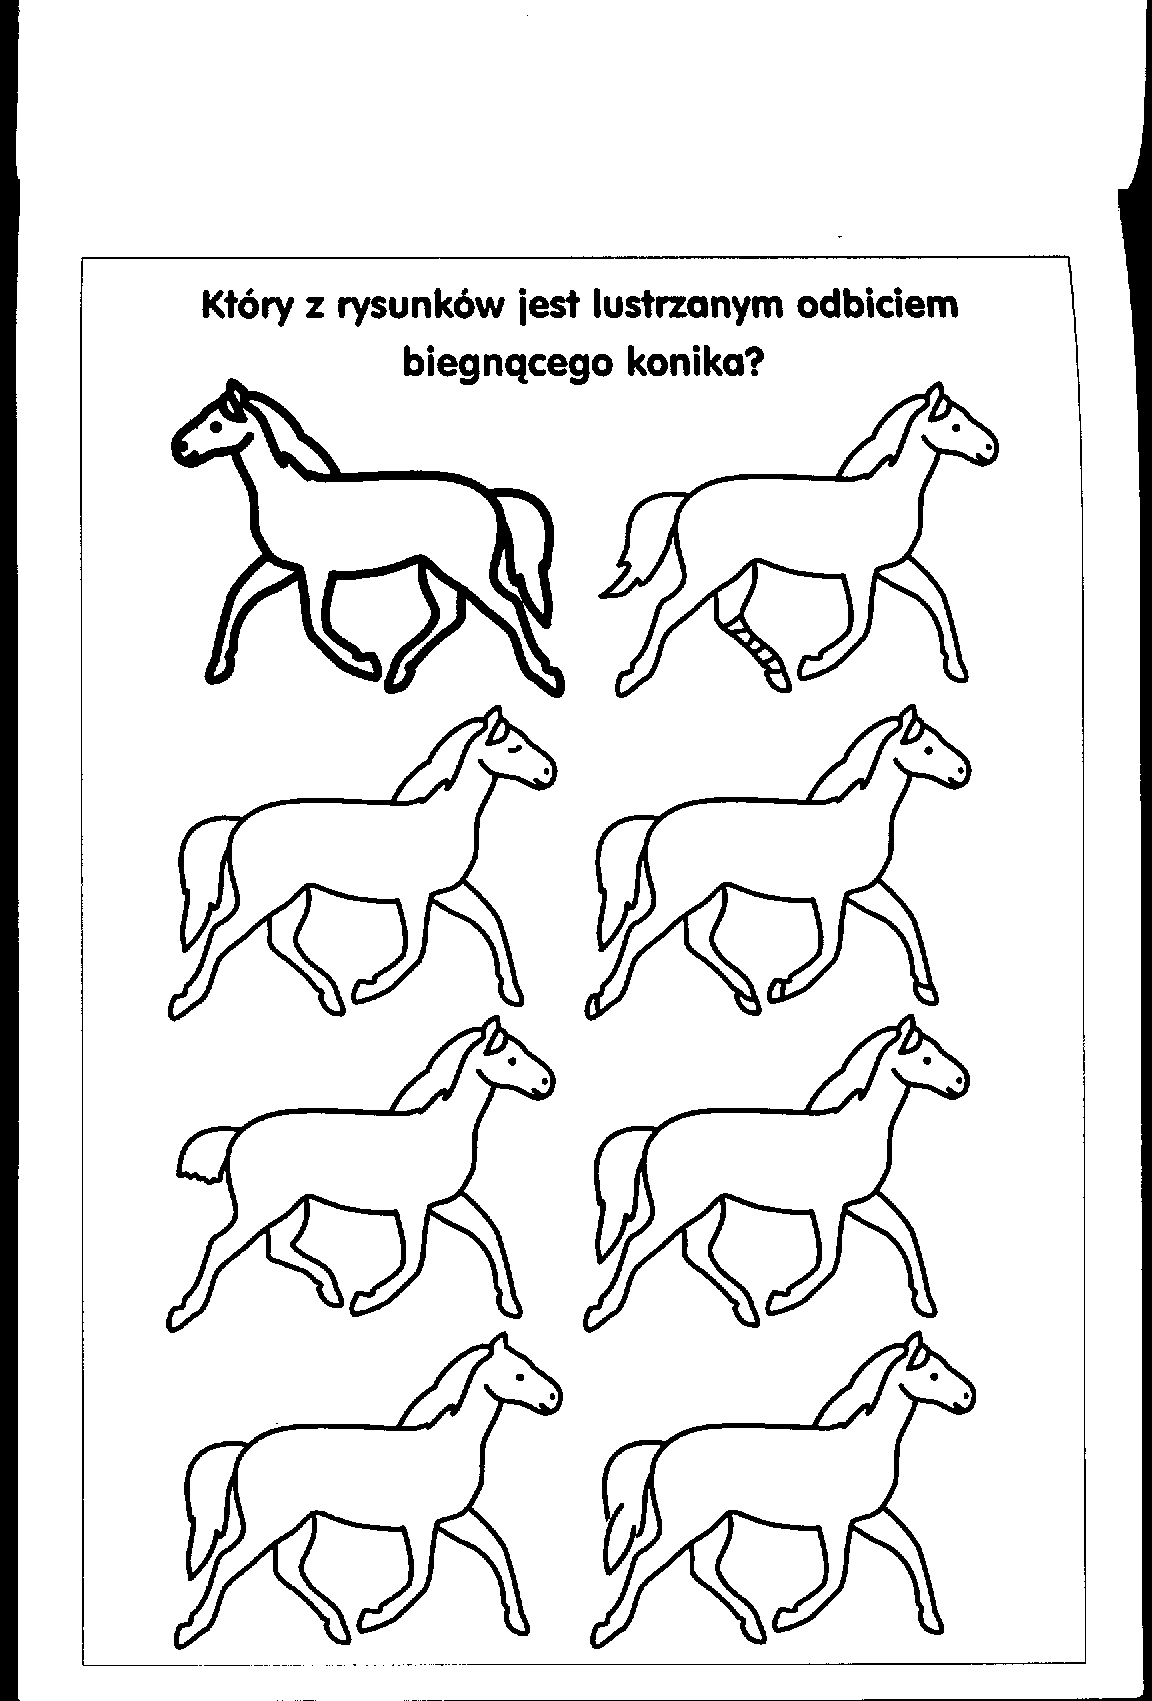 Który z rysunków jest lustrzanym odbiciem
biegnącego konika?